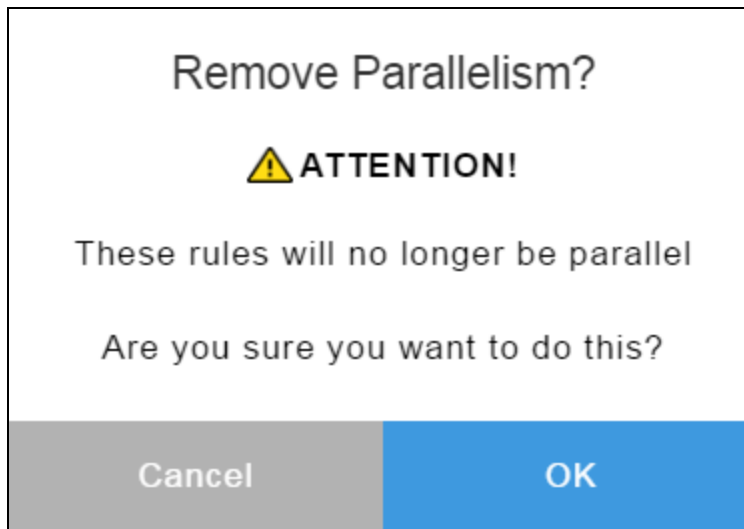 Remove Parallelism?
ATTENTION!
These rules will no longer be parallel
Are you sure you want to do this?
Cancel
OK